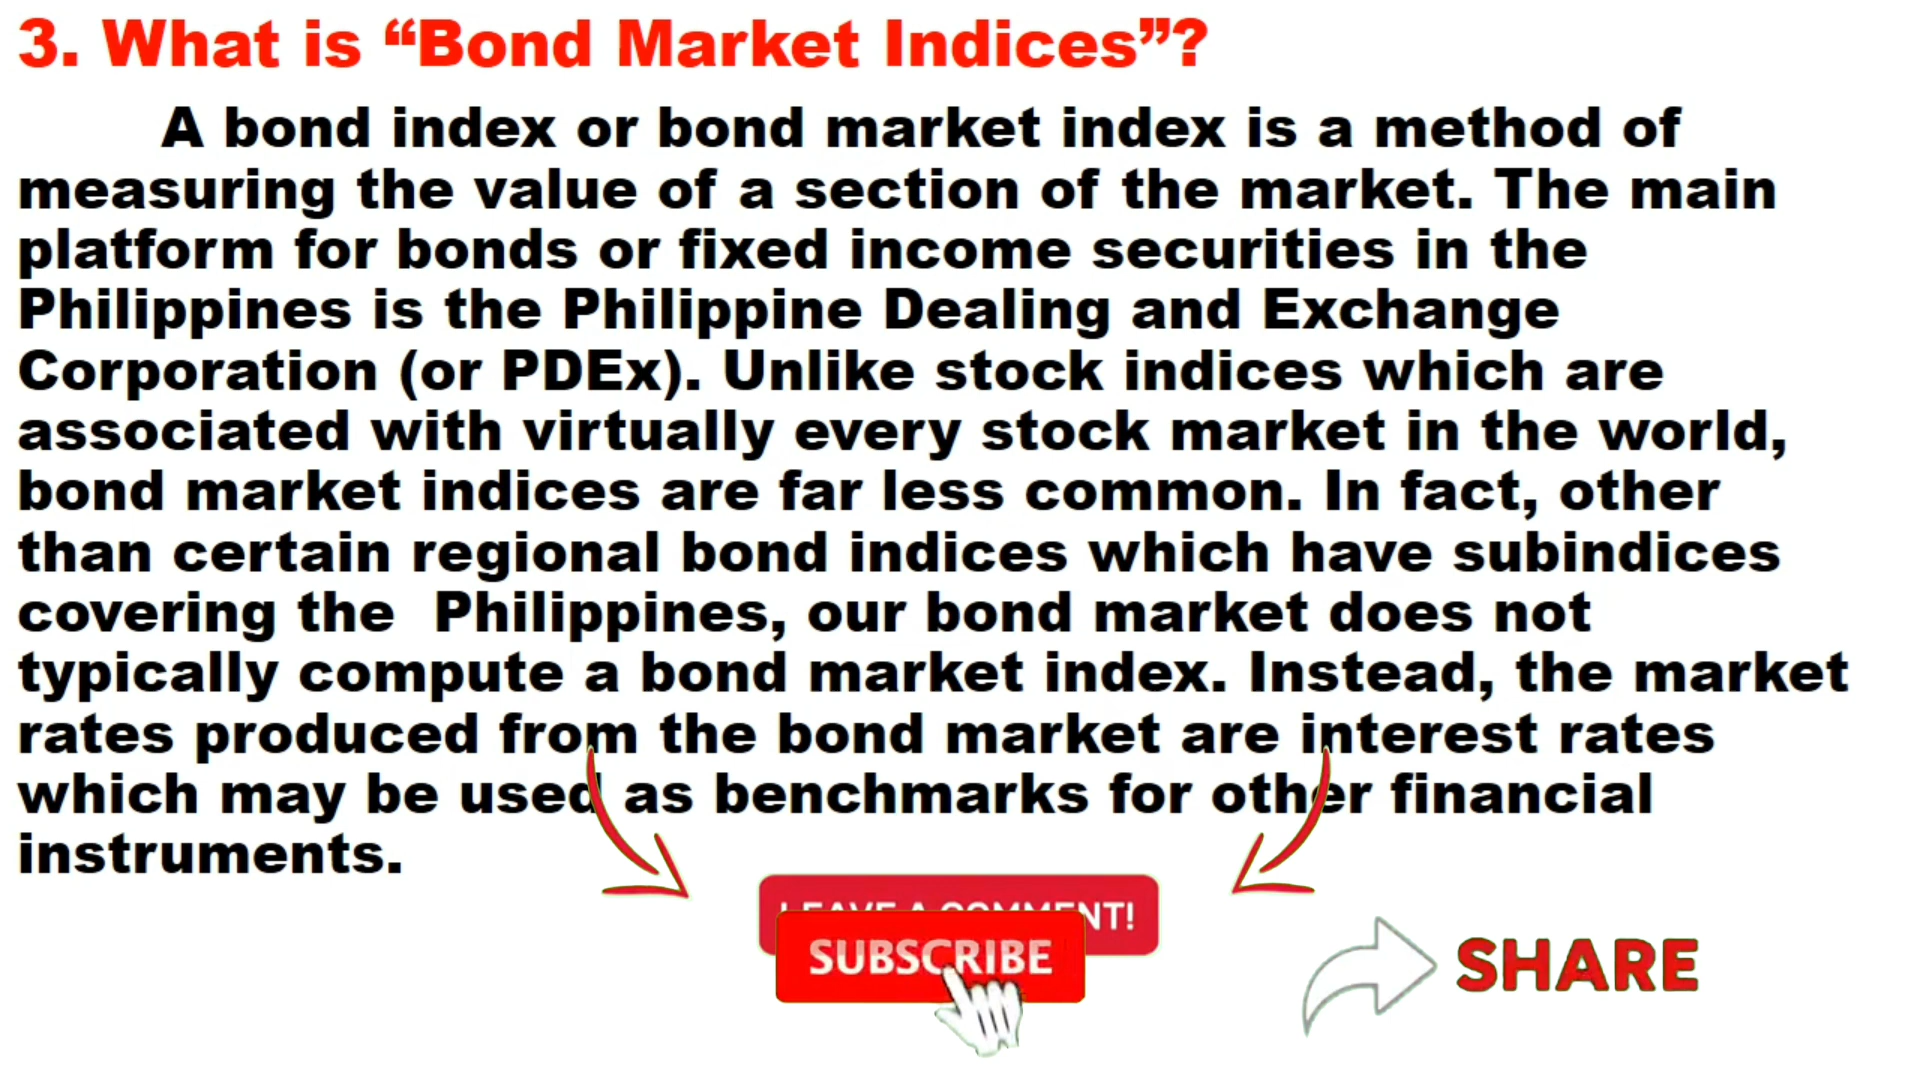 3. What is “Bond Market Indices”?
A bond index or bond market index is a method of
measuring the value of a section of the market. The main
platform for bonds or fixed income securities in the
Philippines is the Philippine Dealing and Exchange
Corporation (or PDEx). Unlike stock indices which are
associated with virtually every stock market in the world,
bond market indices are far less common. In fact, other
than certain regional bond indices which have subindices
covering the Philippines, our bond market does not
typically compute a bond market index. Instead, the market
rates produced from the bond market are interest rates
which may be used as benchmarks for other financial
instruments.
LEAVE A COMMENT!
SUBSCRIBE
SHARE